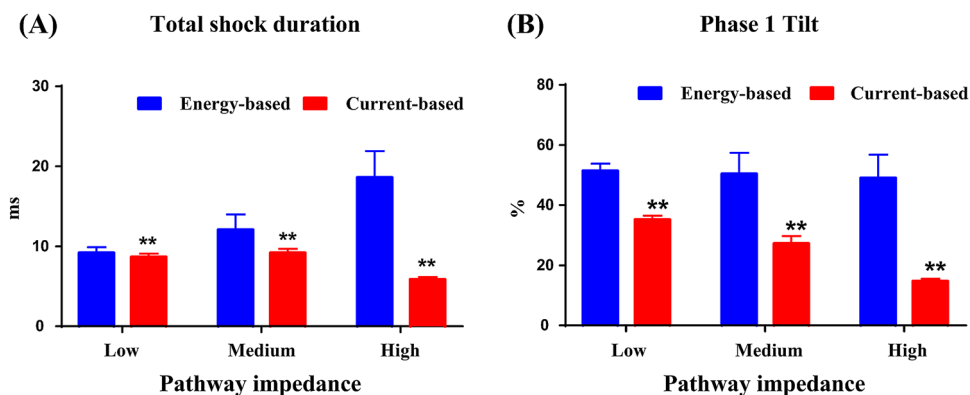 (A) Total shock duration
Energy-based Current-based
ms
30
20
10
0
** ** **
Low Medium High
Pathway impedance
(B) Phase 1 Tilt
Energy-based Current-based
%
80
60
40
20
0
** ** **
Low Medium High
Pathway impedance